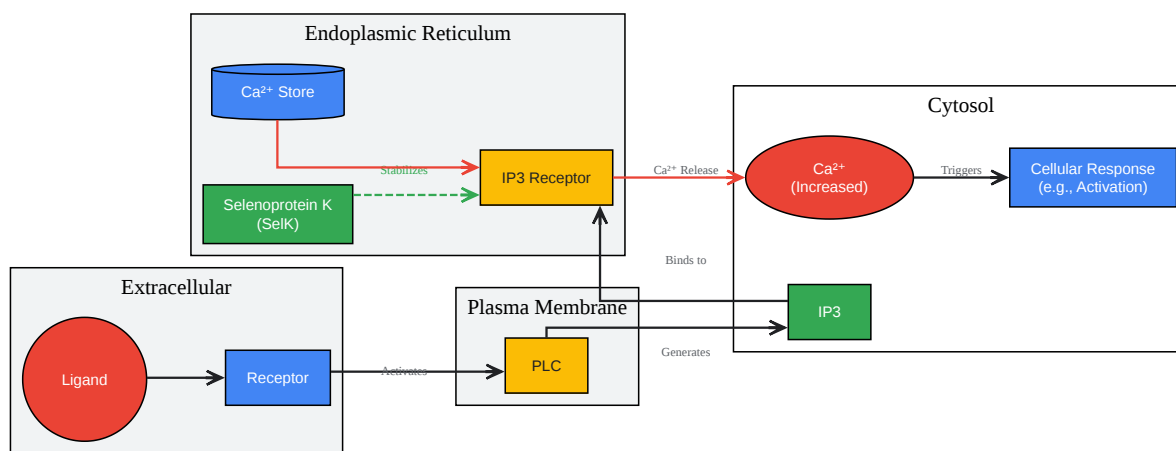 Endoplasmic Reticulum
Ca²⁺ Store
Stabilizes
IP3 Receptor
Selenoprotein K
(SelK)
Ca²⁺ Release
Cytosol
Ca²⁺
(Increased)
Triggers
Cellular Response
(e.g., Activation)
Binds to
IP3
Generates
Extracellular
Ligand
Receptor
Activates
Plasma Membrane
PLC